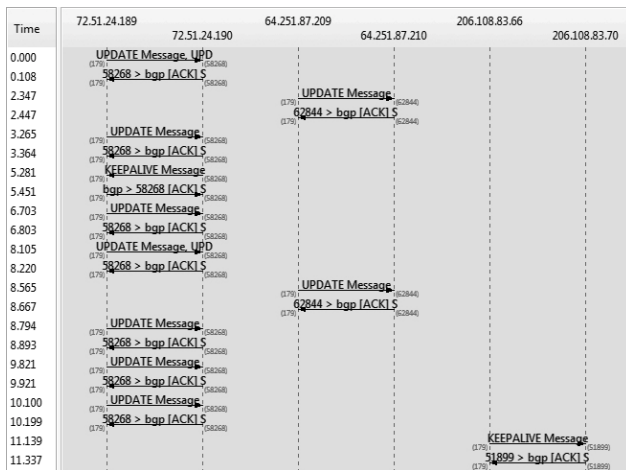 Time 72.51.24.189 64.251.87.209 206.108.83.66
72.51.24.190 64.251.87.210 206.108.83.70
0.000 UPDATE Message, UPD
(179) (58268)
0.108 58268 > bgp [ACK] S
(179) (58268)
2.347 UPDATE Message
(179) (62844)
2.447 62844 > bgp [ACK] S
(179) (62844)
3.265 UPDATE Message
(179) (58268)
3.364 58268 > bgp [ACK] S
(179) (58268)
5.281 KEEPALIVE Message
(179) (58268)
5.451 bgp > 58268 [ACK] S
(179) (58268)
6.703 UPDATE Message
(179) (58268)
6.803 58268 > bgp [ACK] S
(179) (58268)
8.105 UPDATE Message, UPD
(179) (58268)
8.220 58268 > bgp [ACK] S
(179) (58268)
8.565 UPDATE Message
(179) (62844)
8.667 62844 > bgp [ACK] S
(179) (62844)
8.794 UPDATE Message
(179) (58268)
8.893 58268 > bgp [ACK] S
(179) (58268)
9.821 UPDATE Message
(179) (58268)
9.921 58268 > bgp [ACK] S
(179) (58268)
10.100 UPDATE Message
(179) (58268)
10.199 58268 > bgp [ACK] S
(179) (58268)
11.139 KEEPALIVE Message
(179) (51899)
11.337 51899 > bgp [ACK] S
(179) (51899)